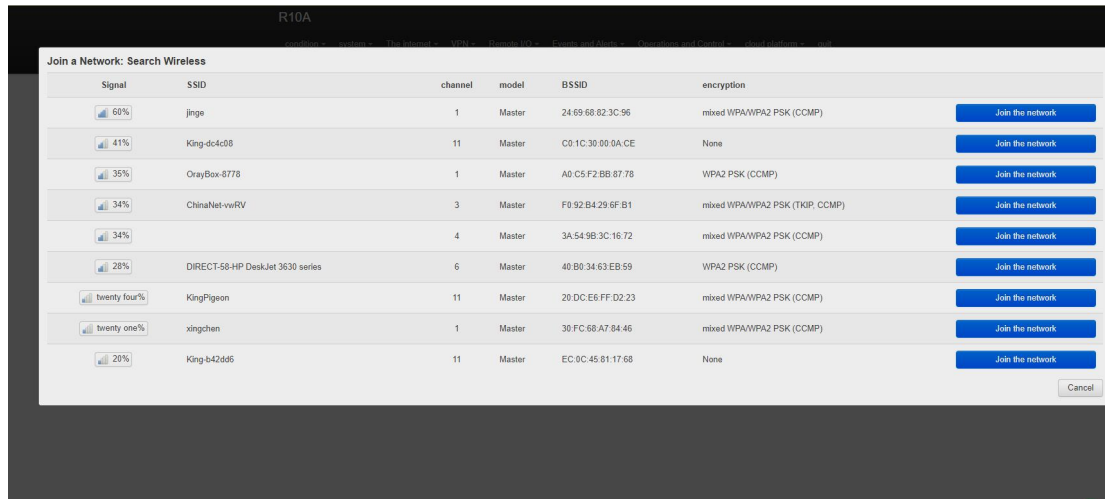 R10A
condition system The Internet VPN Remote I/O Events and Alerts Operations and Control cloud platform quit
Join a Network: Search Wireless
Signal SSID channel model BSSID encryption
60% jinge 1 Master 24:69:68:82:3C:96 mixed WPA/WPA2 PSK (CCMP) Join the network
41% King-dc4c08 11 Master C0:1C:30:00:0A:CE None Join the network
35% OrayBox-8778 1 Master A0:C5:F2:BB:87:78 WPA2 PSK (CCMP) Join the network
34% ChinaNet-vwRV 3 Master F0:92:B4:29:6F:B1 mixed WPA/WPA2 PSK (TKIP, CCMP) Join the network
34% 4 Master 3A:54:9B:3C:16:72 mixed WPA/WPA2 PSK (CCMP) Join the network
28% DIRECT-58-HP DeskJet 3630 series 6 Master 40:B0:34:63:EB:59 WPA2 PSK (CCMP) Join the network
twenty four% KingPigeon 11 Master 20:DC:E6:FF:D2:23 mixed WPA/WPA2 PSK (CCMP) Join the network
twenty one% xingchen 1 Master 30:FC:68:A7:84:46 mixed WPA/WPA2 PSK (CCMP) Join the network
20% King-b42dd6 11 Master EC:0C:45:81:17:68 None Join the network
Cancel